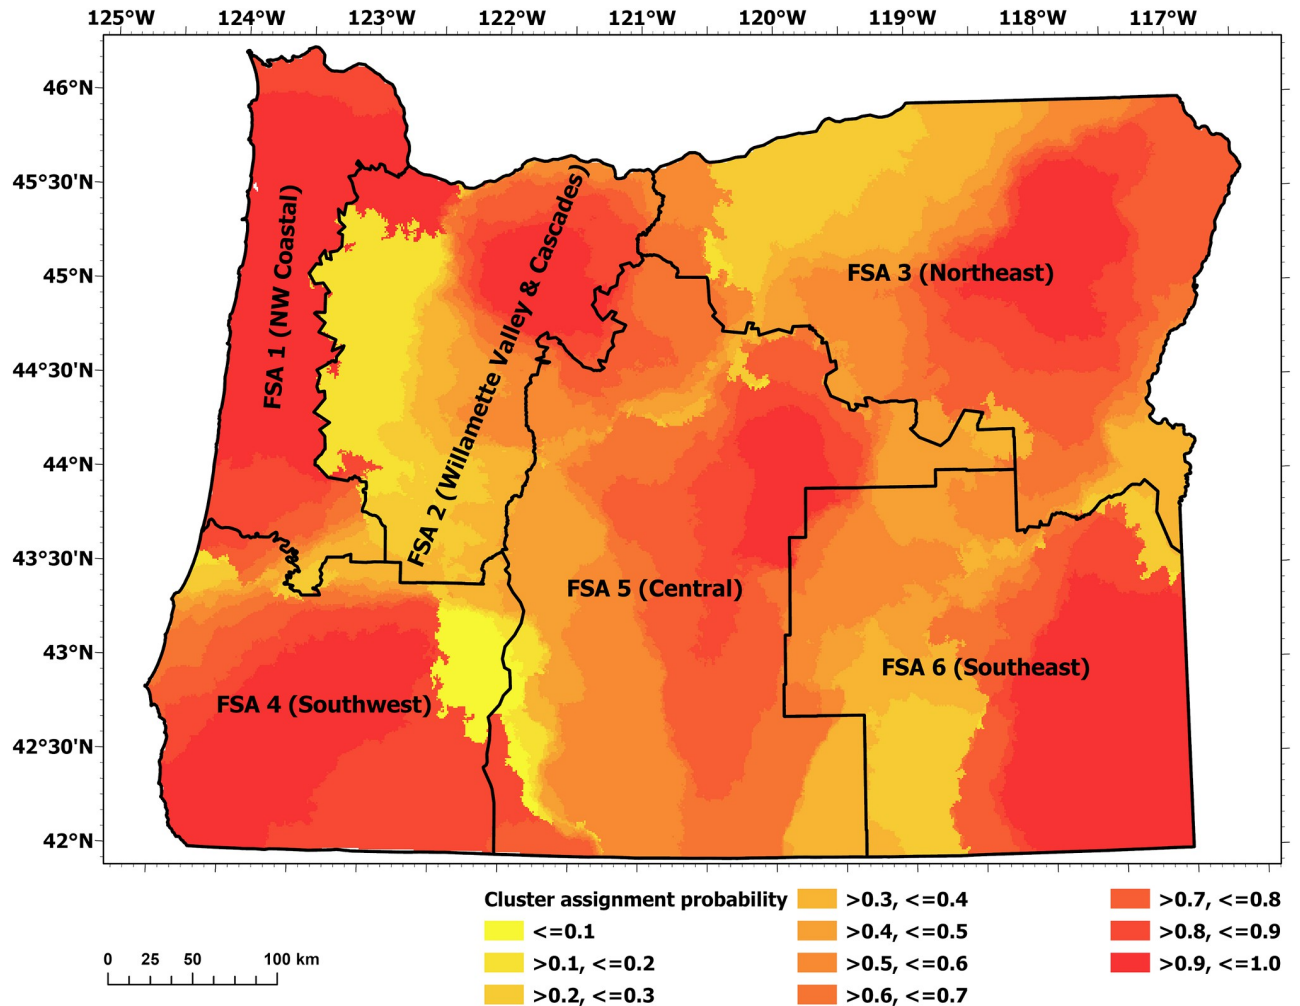 125°W 124°W 123°W 122°W 121°W 120°W 119°W 118°W 117°W
46°N
45°30'N
45°N
44°30'N
44°N
43°30'N
43°N
42°30'N
42°N
FSA 1 (NW Coastal)
FSA 2 (Willamette Valley & Cascades)
FSA 3 (Northeast)
FSA 5 (Central)
FSA 6 (Southeast)
FSA 4 (Southwest)
Cluster assignment probability
<=0.1
>0.1, <=0.2
>0.2, <=0.3
>0.3, <=0.4
>0.4, <=0.5
>0.5, <=0.6
>0.6, <=0.7
>0.7, <=0.8
>0.8, <=0.9
>0.9, <=1.0
0 25 50 100 km